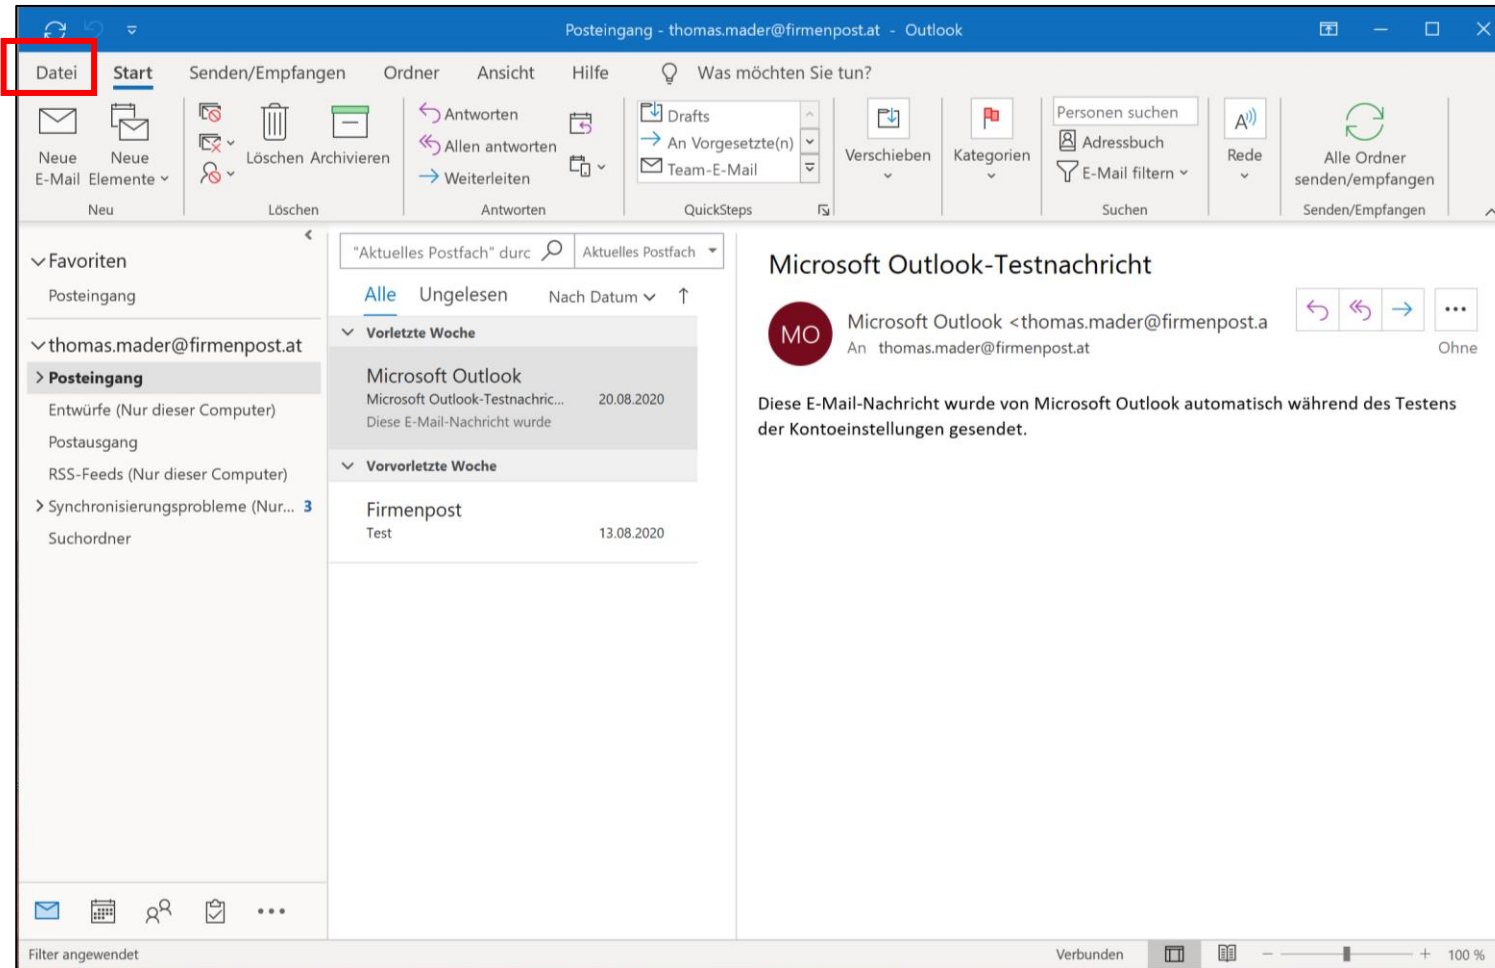 Posteingang - thomas.mader@firmenpost.at - Outlook
Datei Start Senden/Empfangen Ordner Ansicht Hilfe Was möchten Sie tun?
Neue E-Mail
Neue Elemente
Neu
Löschen
Archivieren
Löschen
Antworten
Allen antworten
Weiterleiten
Antworten
Drafts
An Vorgesetzte(n)
Team-E-Mail
QuickSteps
Verschieben
Kategorien
Personen suchen
Adressbuch
E-Mail filtern
Suchen
Rede
Alle Ordner
senden/empfangen
Senden/Empfangen
Favoriten
Posteingang
thomas.mader@firmenpost.at
Posteingang
Entwürfe (Nur dieser Computer)
Postausgang
RSS-Feeds (Nur dieser Computer)
Synchronisierungsprobleme (Nur... 3
Suchordner
"Aktuelles Postfach" durc Aktuelles Postfach
Alle Ungelesen Nach Datum
Vorletzte Woche
Microsoft Outlook
Microsoft Outlook-Testnachric... 20.08.2020
Diese E-Mail-Nachricht wurde
Vorvorletzte Woche
Firmenpost
Test 13.08.2020
Microsoft Outlook-Testnachricht
MO
Microsoft Outlook <thomas.mader@firmenpost.a
An thomas.mader@firmenpost.at
Ohne
Diese E-Mail-Nachricht wurde von Microsoft Outlook automatisch während des Testens
der Kontoeinstellungen gesendet.
Filter angewendet Verbunden 100 %